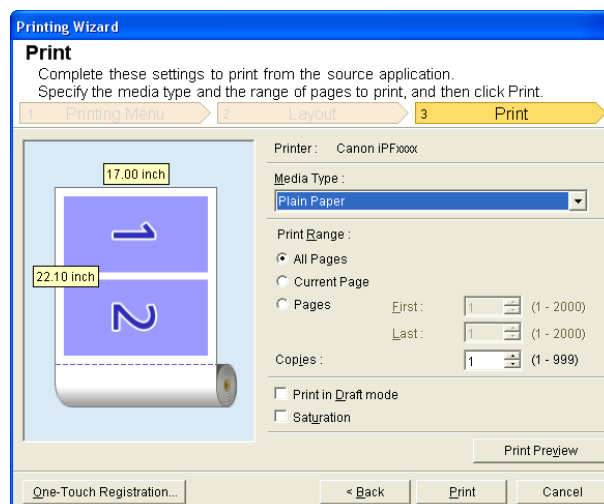 Printing Wizard
Print
Complete these settings to print from the source application.
Specify the media type and the range of pages to print, and then click Print.
1 Printing Menu 2 Layout 3 Print
Printer : Canon iPFxxxx
17.00 inch
Media Type :
Plain Paper
1
Print Range :
All Pages
22.10 inch
Current Page
Pages First : 1 (1 - 2000)
2
Last : 1 (1 - 2000)
Copies : 1 (1 - 999)
Print in Draft mode
Saturation
Print Preview
One-Touch Registration... < Back Print Cancel